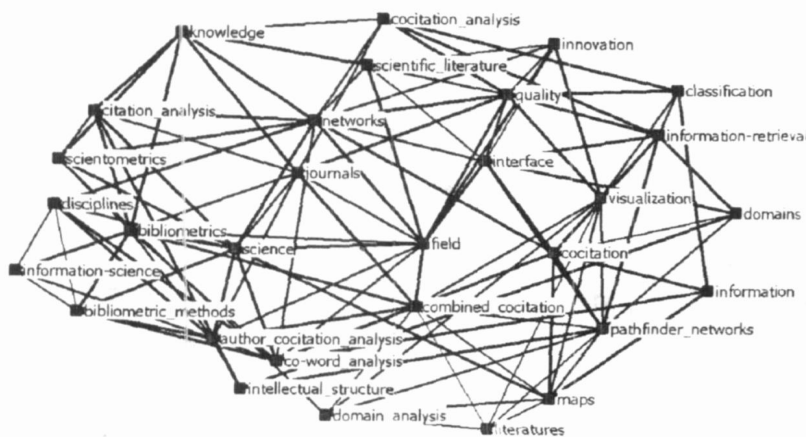 cocitation_analysis
knowledge
innovation
scientific_literature
quality
classification
citation_analysis
networks
information-retrieva
scientometrics
interface
journals
disciplines
visualization
domains
bibliometrics
science
field
cocitation
information-science
information
bibliometric_methods
combined_cocitation
pathfinder_networks
author_cocitation_analysis
co-word_analysis
intellectual_structure
maps
domain_analysis
literatures